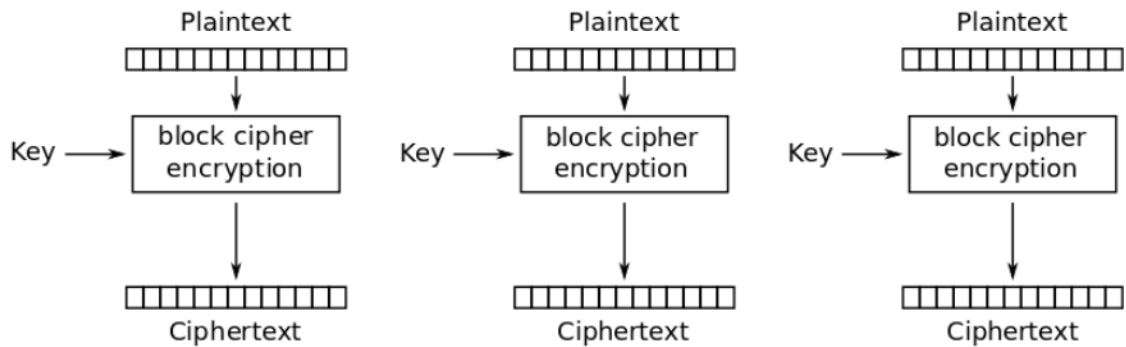 Plaintext
Key
block cipher
encryption
Ciphertext
Plaintext
Key
block cipher
encryption
Ciphertext
Plaintext
Key
block cipher
encryption
Ciphertext